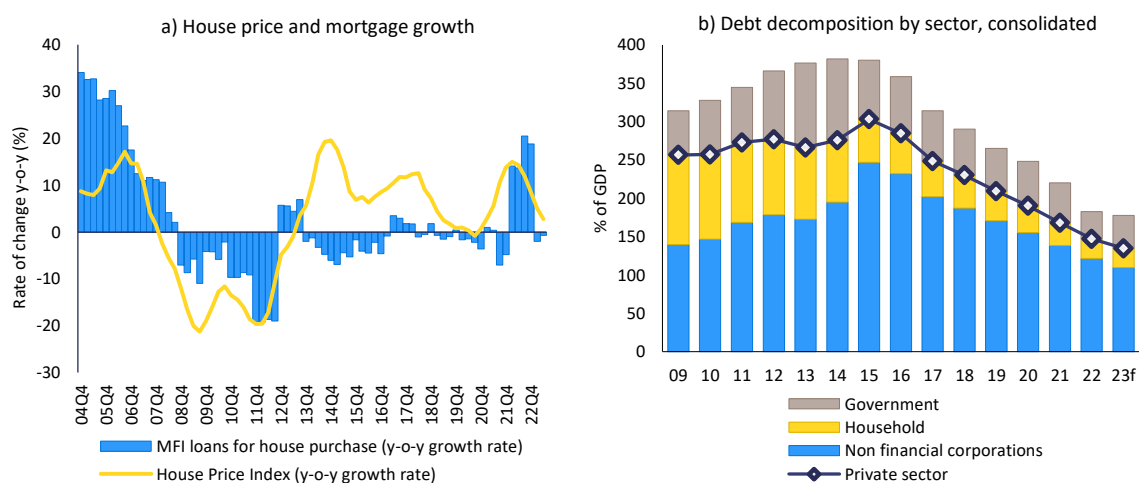 a) House price and mortgage growth
Rate of change y-o-y (%)
40
30
20
10
0
-10
-20
-30
04Q4
05Q4
06Q4
07Q4
08Q4
09Q4
10Q4
11Q4
12Q4
13Q4
14Q4
15Q4
16Q4
17Q4
18Q4
19Q4
20Q4
21Q4
22Q4
MFI loans for house purchase (y-o-y growth rate)
House Price Index (y-o-y growth rate)
b) Debt decomposition by sector, consolidated
% of GDP
400
350
300
250
200
150
100
50
0
09 10 11 12 13 14 15 16 17 18 19 20 21 22 23f
Government
Household
Non financial corporations
Private sector